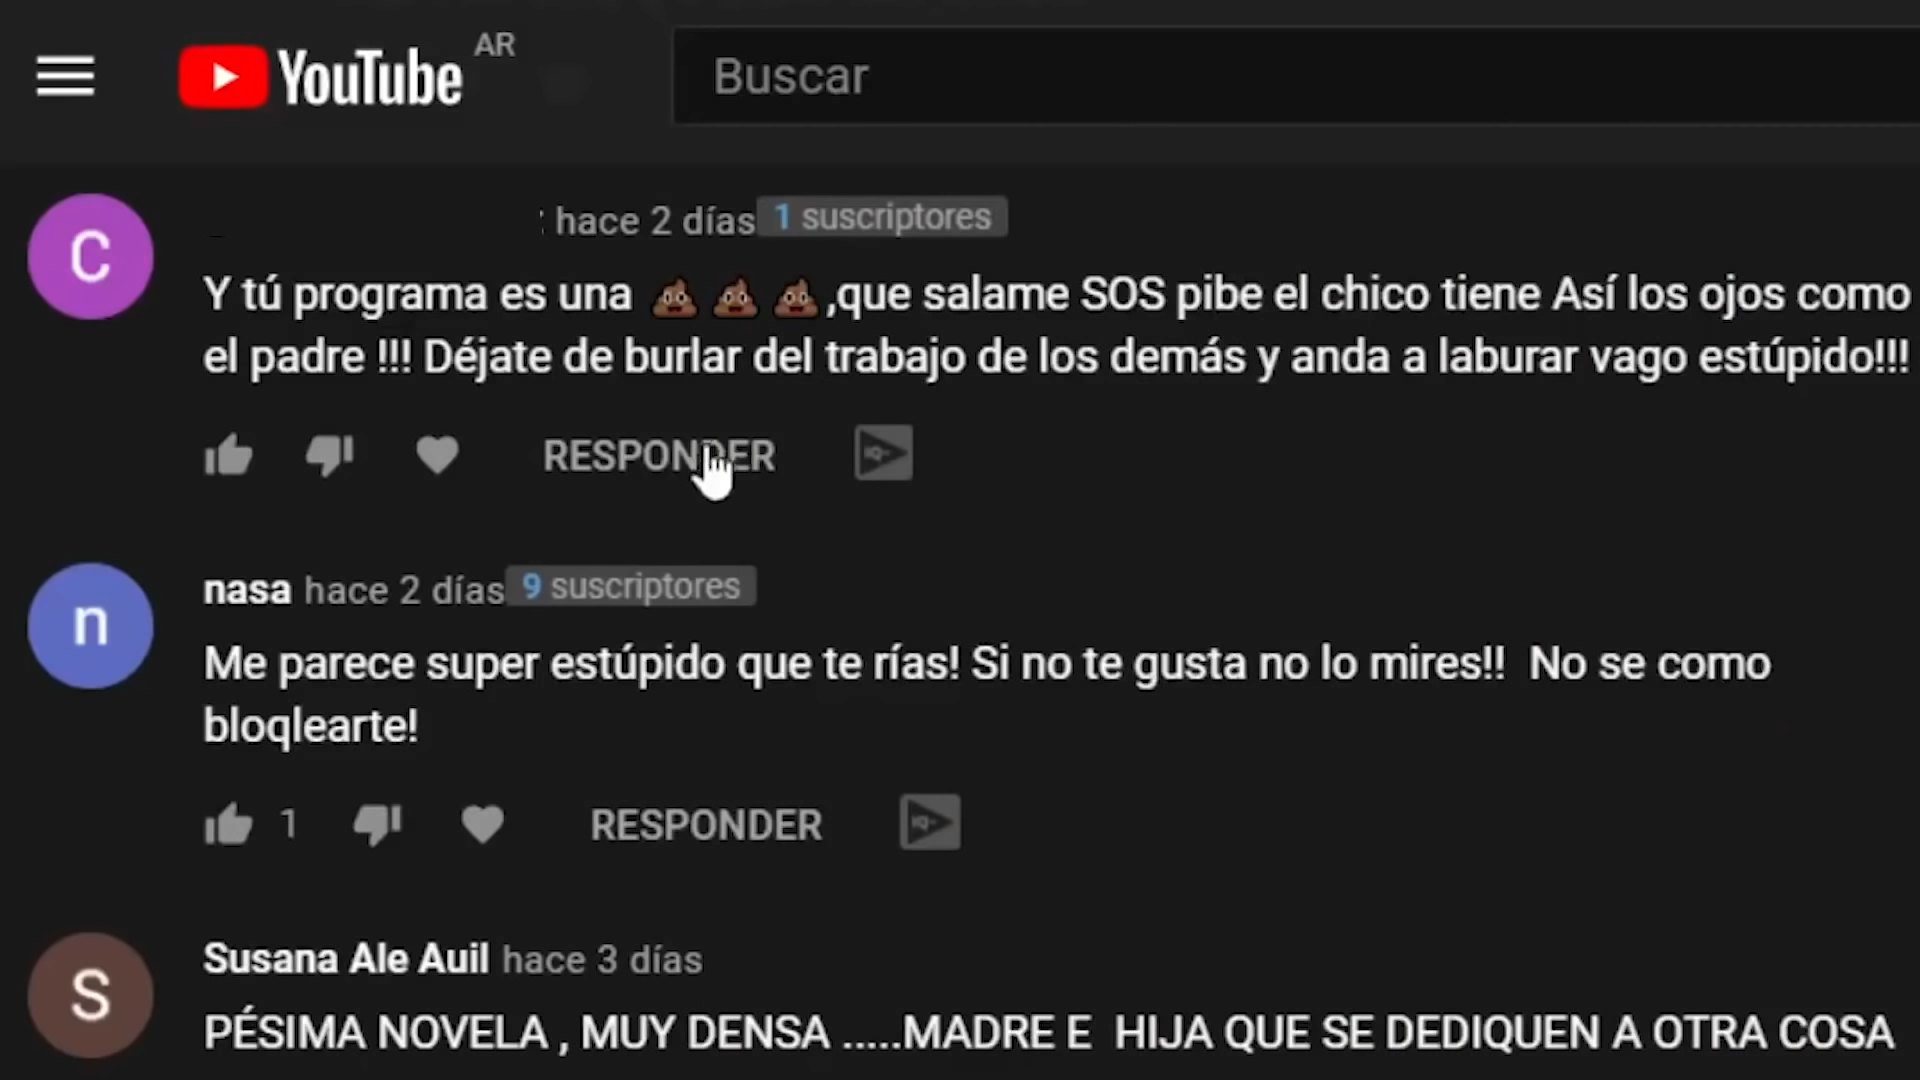 YouTube AR
Buscar
C
hace 2 días 1 suscriptores
Y tú programa es una 💩 💩 💩 ,que salame SOS pibe el chico tiene Así los ojos como
el padre !!! Déjate de burlar del trabajo de los demás y anda a laburar vago estúpido!!!
RESPONDER
n
nasa hace 2 días 9 suscriptores
Me parece super estúpido que te rías! Si no te gusta no lo mires!! No se como
bloqlearte!
1 RESPONDER
S
Susana Ale Auil hace 3 días
PÉSIMA NOVELA , MUY DENSA .....MADRE E HIJA QUE SE DEDIQUEN A OTRA COSA